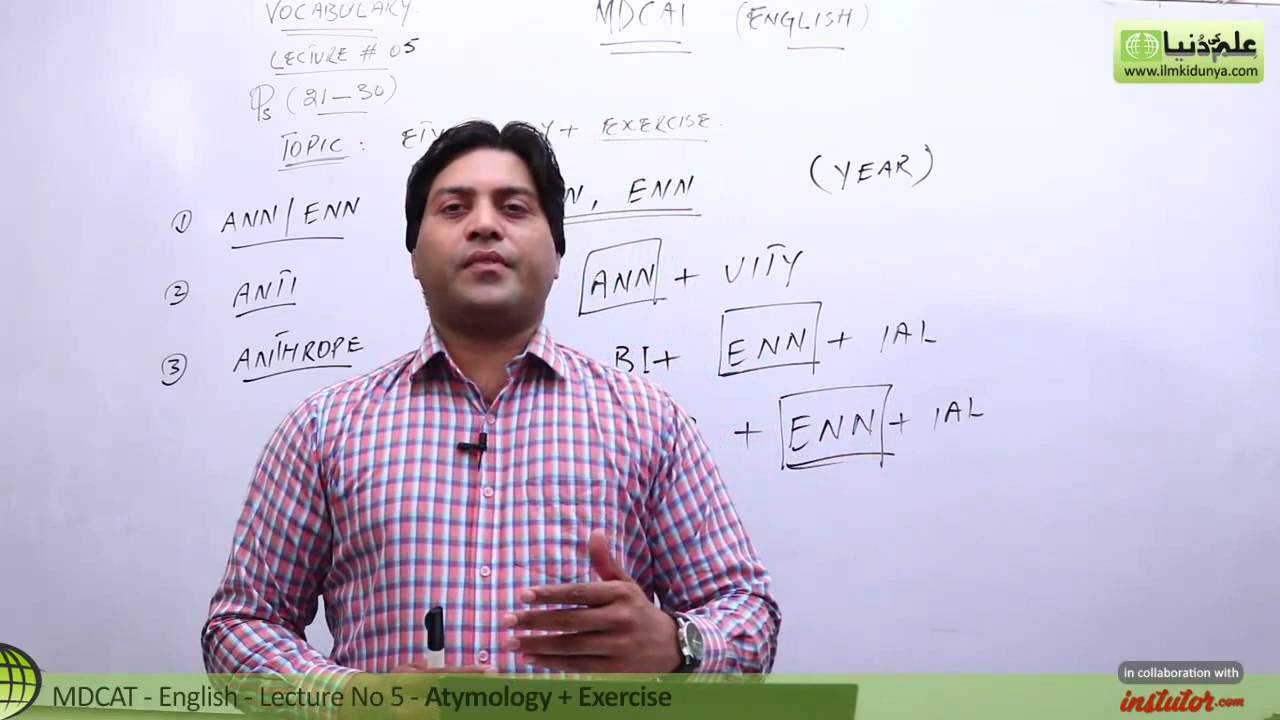 VOCABULARY
MDCAT (ENGLISH)
LECTURE # 05
Ps (21-30)
TOPIC: + EXERCISE.
علم کی دُنیا
www.ilmkidunya.com
① ANN/ENN
, ENN
(YEAR)
② ANTI
ANN + UITY
③ ANTHROPE
BI + ENN + IAL
+ ENN + IAL
in collaboration with
instutor.com
MDCAT - English - Lecture No 5 - Atymology + Exercise